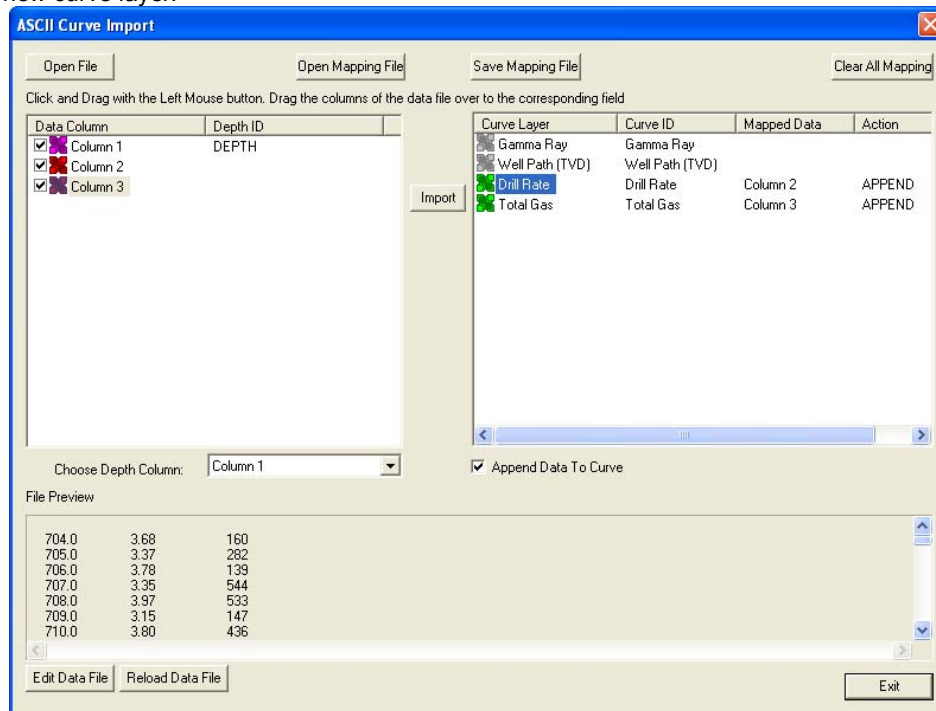 ASCII Curve Import
Open File Open Mapping File Save Mapping File Clear All Mapping
Click and Drag with the Left Mouse button. Drag the columns of the data file over to the corresponding field
Data Column Depth ID
Column 1 DEPTH
Column 2
Column 3
Import
Curve Layer Curve ID Mapped Data Action
Gamma Ray Gamma Ray
Well Path (TVD) Well Path (TVD)
Drill Rate Drill Rate Column 2 APPEND
Total Gas Total Gas Column 3 APPEND
Choose Depth Column: Column 1
Append Data To Curve
File Preview
704.0 3.68 160
705.0 3.37 282
706.0 3.78 139
707.0 3.35 544
708.0 3.97 533
709.0 3.15 147
710.0 3.80 436
Edit Data File Reload Data File Exit